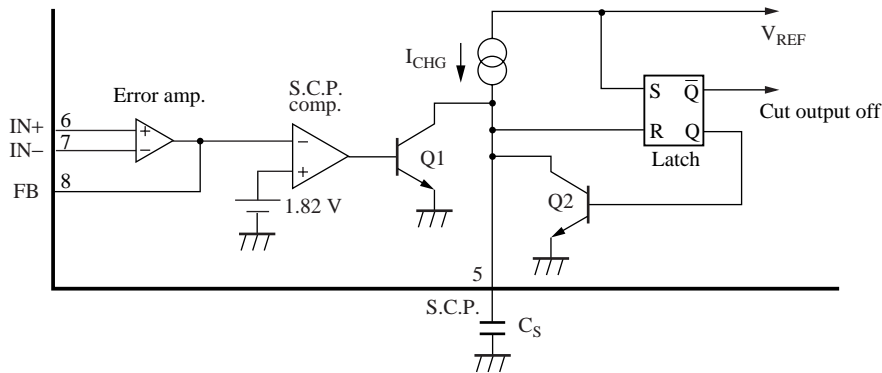 V_REF
I_CHG
S.C.P.
comp.
Error amp.
S Q̅
Cut output off
IN+ 6
IN− 7
+
−
−
+
R Q
Latch
Q1
FB 8
1.82 V
Q2
5
S.C.P.
C_S